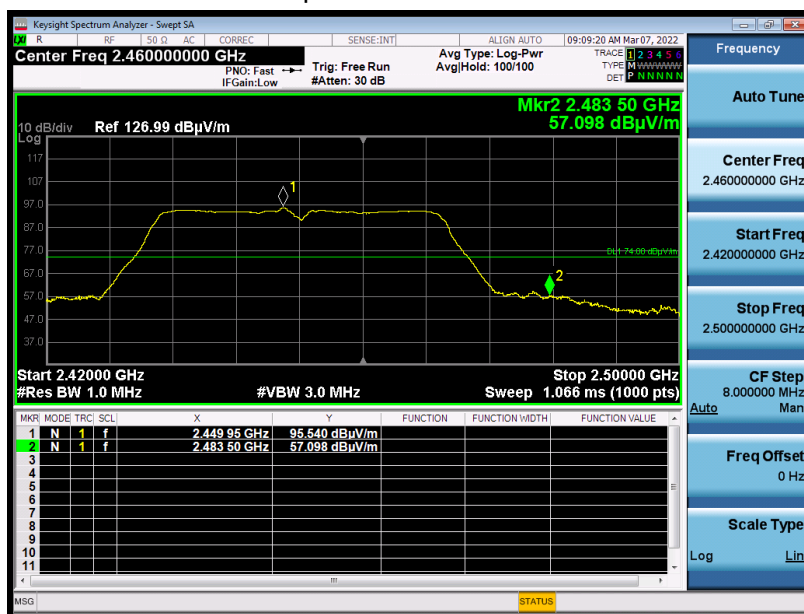 Keysight Spectrum Analyzer - Swept SA
LXI R RF 50 Ω AC CORREC SENSE:INT ALIGN AUTO 09:09:20 AM Mar 07, 2022
Center Freq 2.460000000 GHz
PNO: Fast
IFGain:Low
Trig: Free Run
#Atten: 30 dB
Avg Type: Log-Pwr
Avg|Hold: 100/100
TRACE 1 2 3 4 5 6
TYPE M WWWWW
DET P N N N N N
Mkr2 2.483 50 GHz
57.098 dBµV/m
10 dB/div Ref 126.99 dBµV/m
Log
117
107
97.0
87.0
77.0
67.0
57.0
47.0
37.0
1
DL1 74.00 dBµV/m
2
Start 2.42000 GHz Stop 2.50000 GHz
#Res BW 1.0 MHz #VBW 3.0 MHz Sweep 1.066 ms (1000 pts)
MKR MODE TRC SCL X Y FUNCTION FUNCTION WIDTH FUNCTION VALUE
1 N 1 f 2.449 95 GHz 95.540 dBµV/m
2 N 1 f 2.483 50 GHz 57.098 dBµV/m
3
4
5
6
7
8
9
10
11
MSG STATUS
Frequency
Auto Tune
Center Freq
2.460000000 GHz
Start Freq
2.420000000 GHz
Stop Freq
2.500000000 GHz
CF Step
8.000000 MHz
Auto Man
Freq Offset
0 Hz
Scale Type
Log Lin